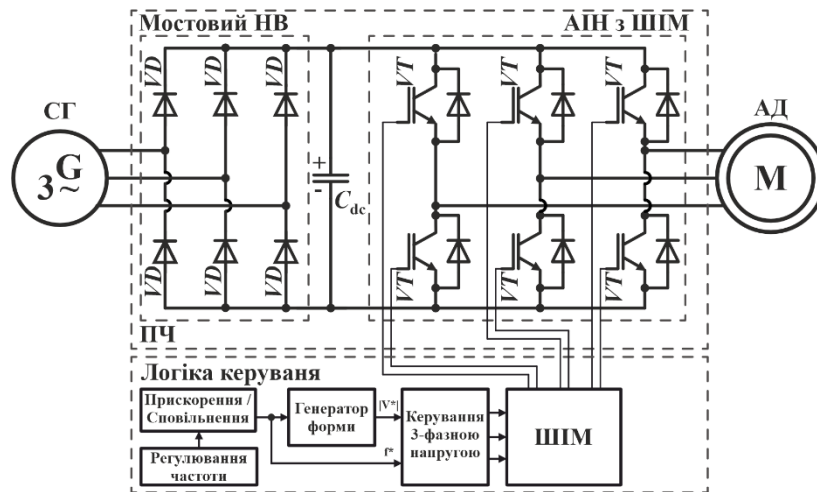 Мостовий НВ
АІН з ШІМ
VD
VD
VD
VT
VT
VT
СГ
АД
G
3~
+
-
C_dc
М
VD
VD
VD
VT
VT
VT
ПЧ
Логіка керуваня
Прискорення /
Сповільнення
Генератор
форми
|V*|
Керування
3-фазною
напругою
ШІМ
f*
Регулювання
частоти